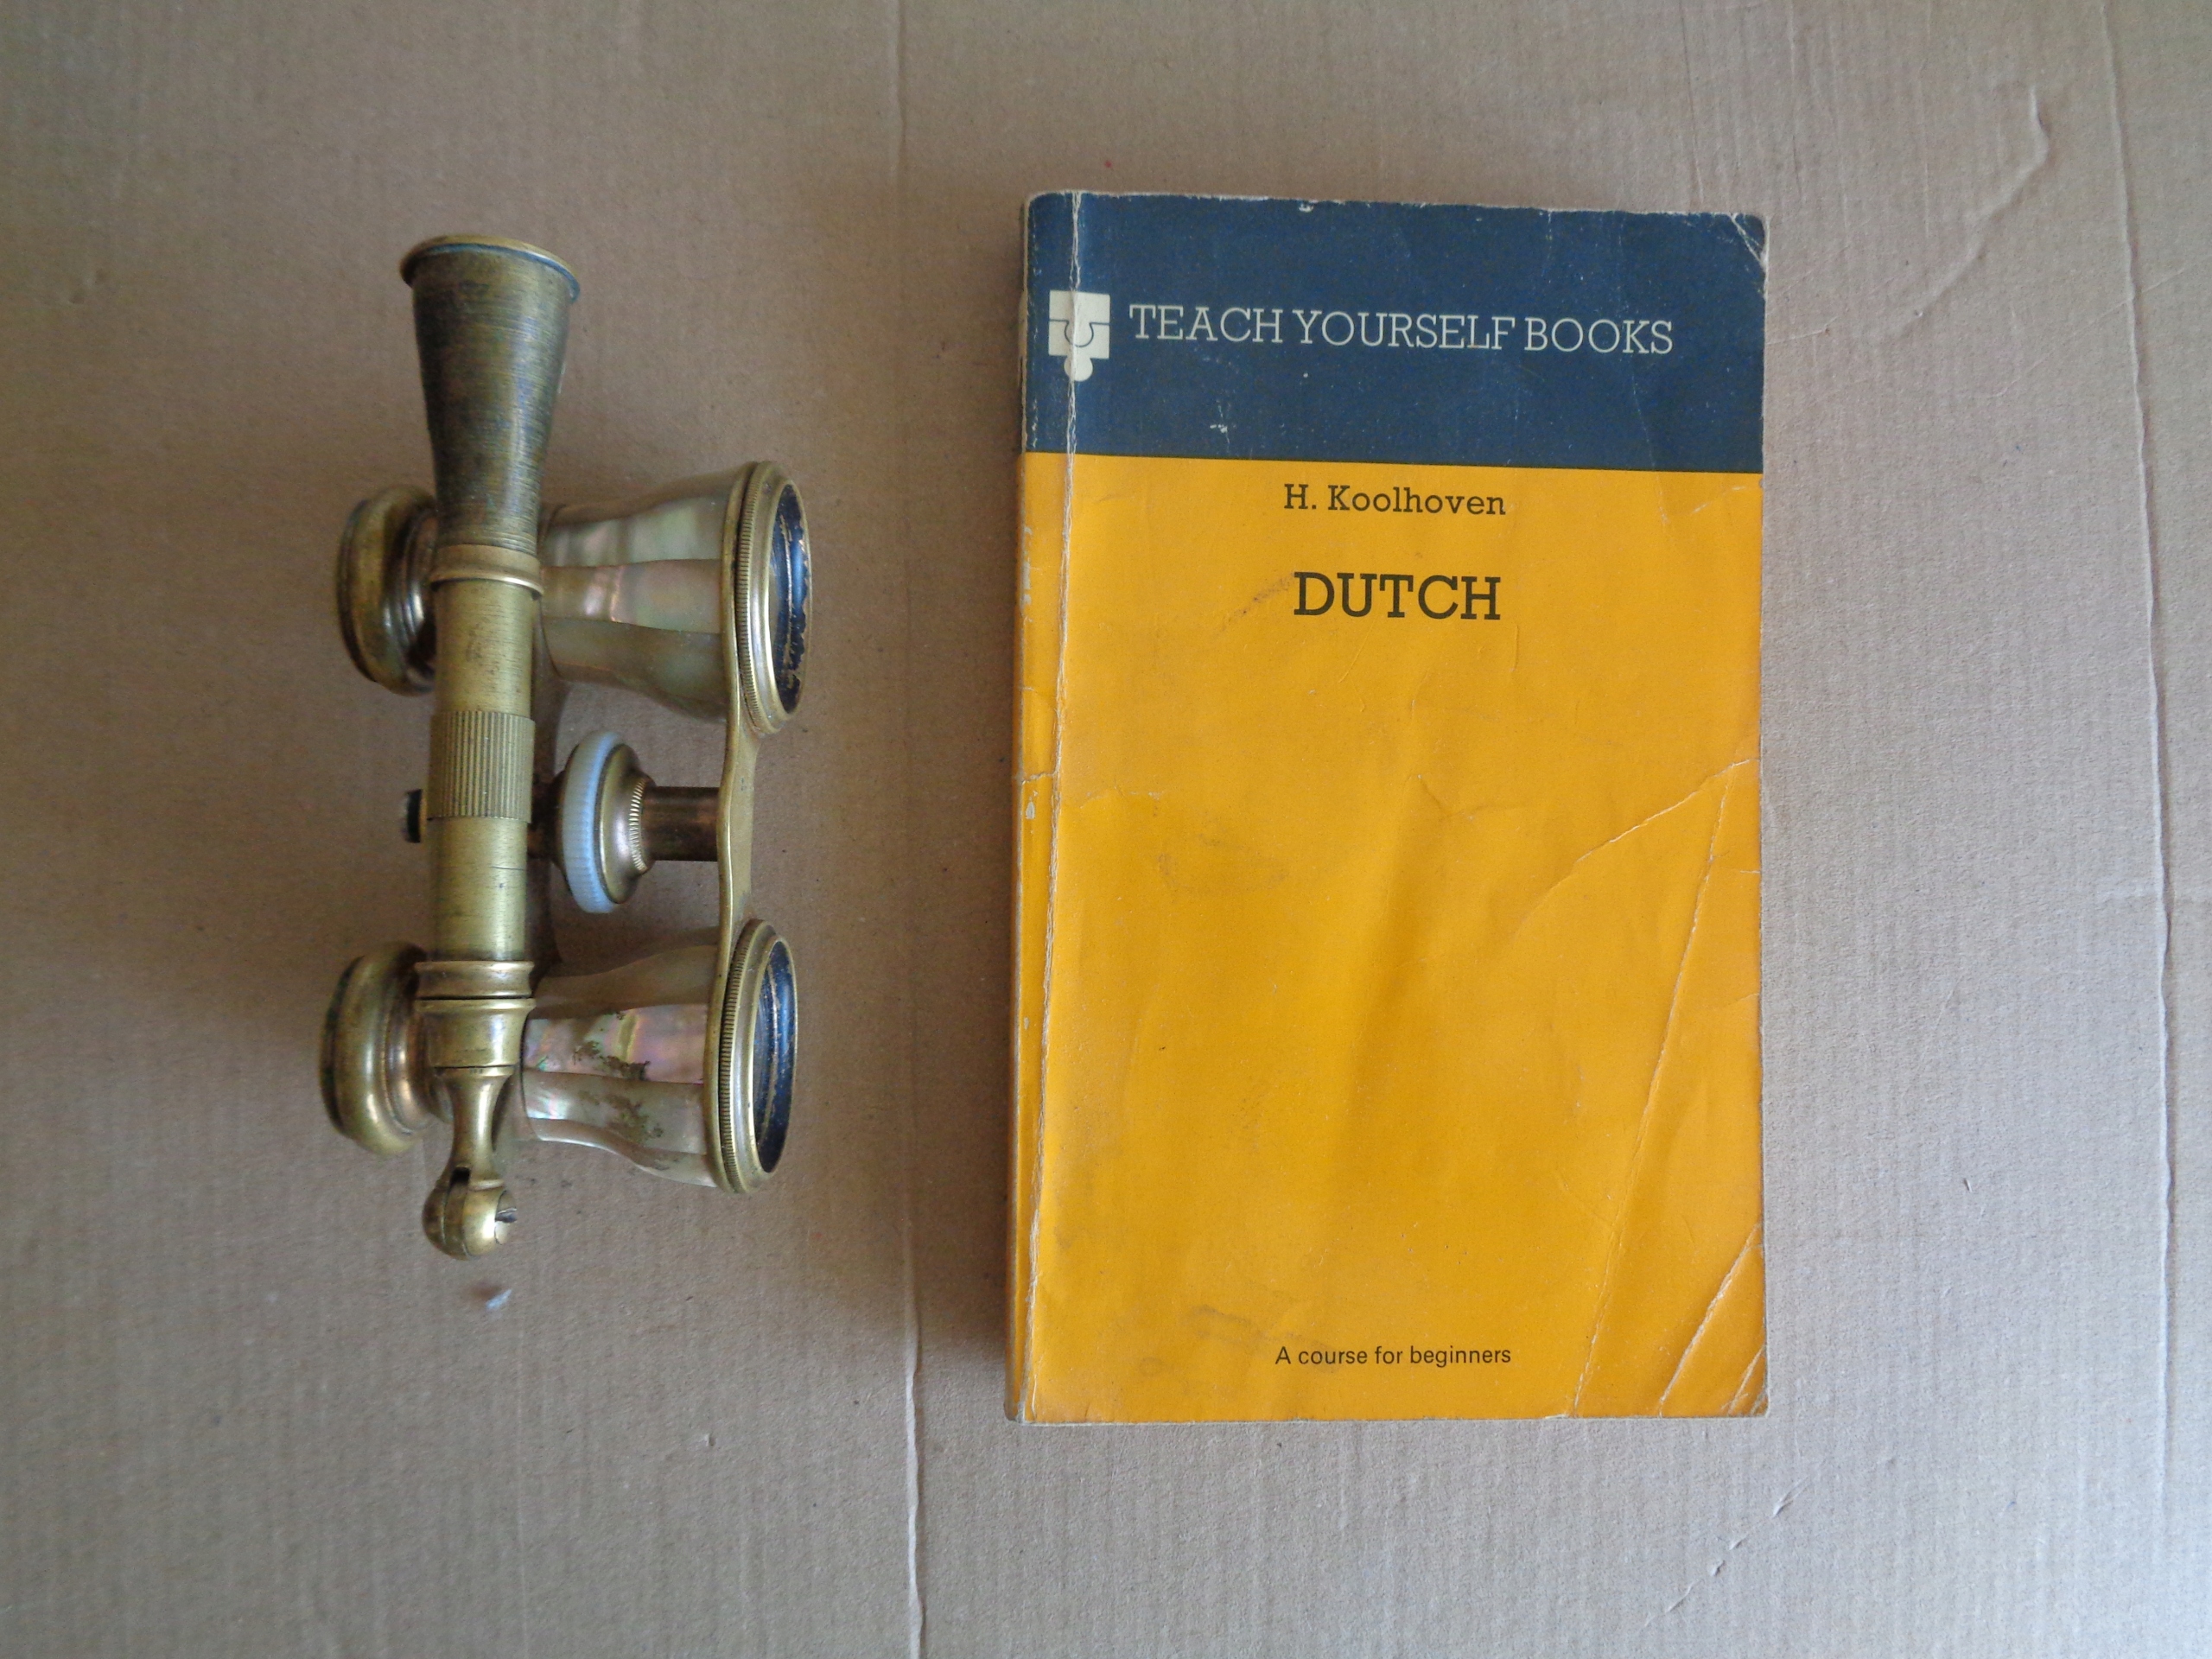 TEACH YOURSELF BOOKS
H. Koolhoven
DUTCH
A course for beginners